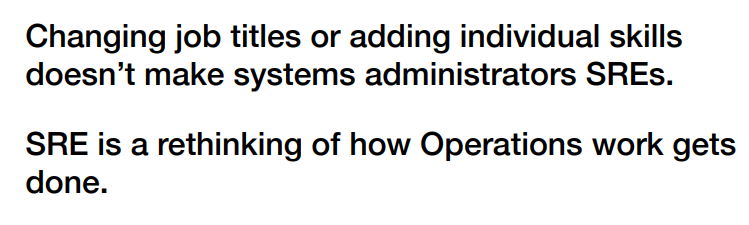 Changing job titles or adding individual skills
doesn’t make systems administrators SREs.
SRE is a rethinking of how Operations work gets
done.